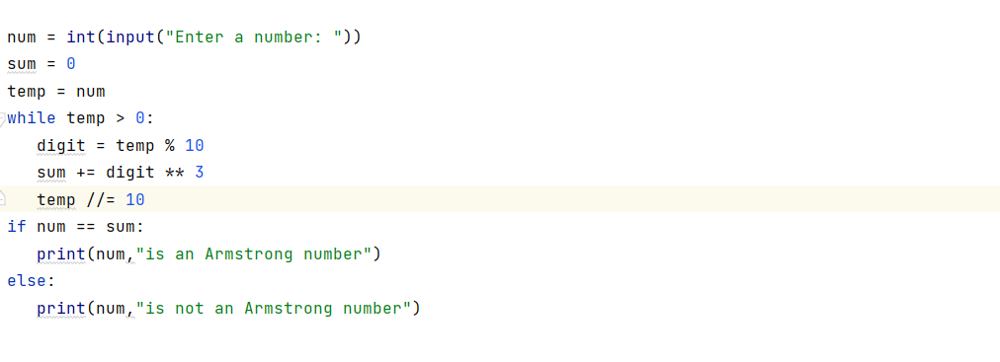 num = int(input("Enter a number: "))
sum = 0
temp = num
while temp > 0:
   digit = temp % 10
   sum += digit ** 3
   temp //= 10
if num == sum:
   print(num,"is an Armstrong number")
else:
   print(num,"is not an Armstrong number")